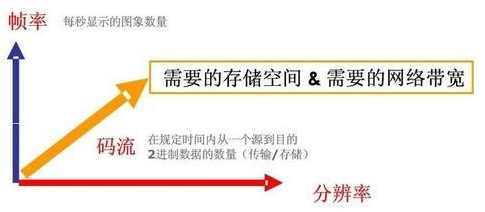 帧率 每秒显示的图象数量
需要的存储空间 & 需要的网络带宽
码流 在规定时间内从一个源到目的
2进制数据的数量（传输/存储）
分辨率